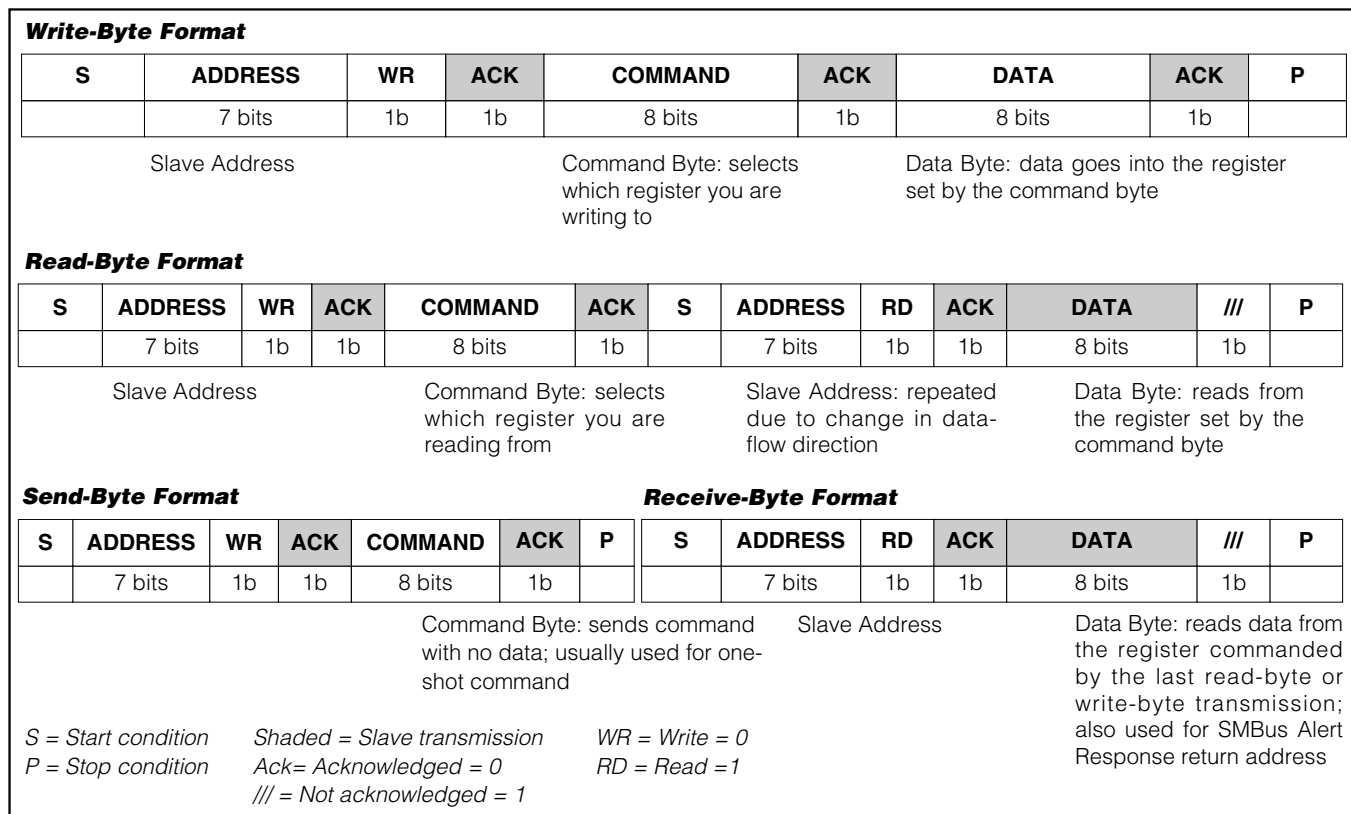 Write-Byte Format
S ADDRESS WR ACK COMMAND ACK DATA ACK P
7 bits 1b 1b 8 bits 1b 8 bits 1b
Slave Address
Command Byte: selects
which register you are
writing to
Data Byte: data goes into the register
set by the command byte
Read-Byte Format
S ADDRESS WR ACK COMMAND ACK S ADDRESS RD ACK DATA /// P
7 bits 1b 1b 8 bits 1b 7 bits 1b 1b 8 bits 1b
Slave Address
Command Byte: selects
which register you are
reading from
Slave Address: repeated
due to change in data-
flow direction
Data Byte: reads from
the register set by the
command byte
Send-Byte Format
S ADDRESS WR ACK COMMAND ACK P
7 bits 1b 1b 8 bits 1b
Command Byte: sends command
with no data; usually used for one-
shot command
Receive-Byte Format
S ADDRESS RD ACK DATA /// P
7 bits 1b 1b 8 bits 1b
Slave Address
Data Byte: reads data from
the register commanded
by the last read-byte or
write-byte transmission;
also used for SMBus Alert
Response return address
S = Start condition Shaded = Slave transmission WR = Write = 0
P = Stop condition Ack= Acknowledged = 0 RD = Read =1
/// = Not acknowledged = 1